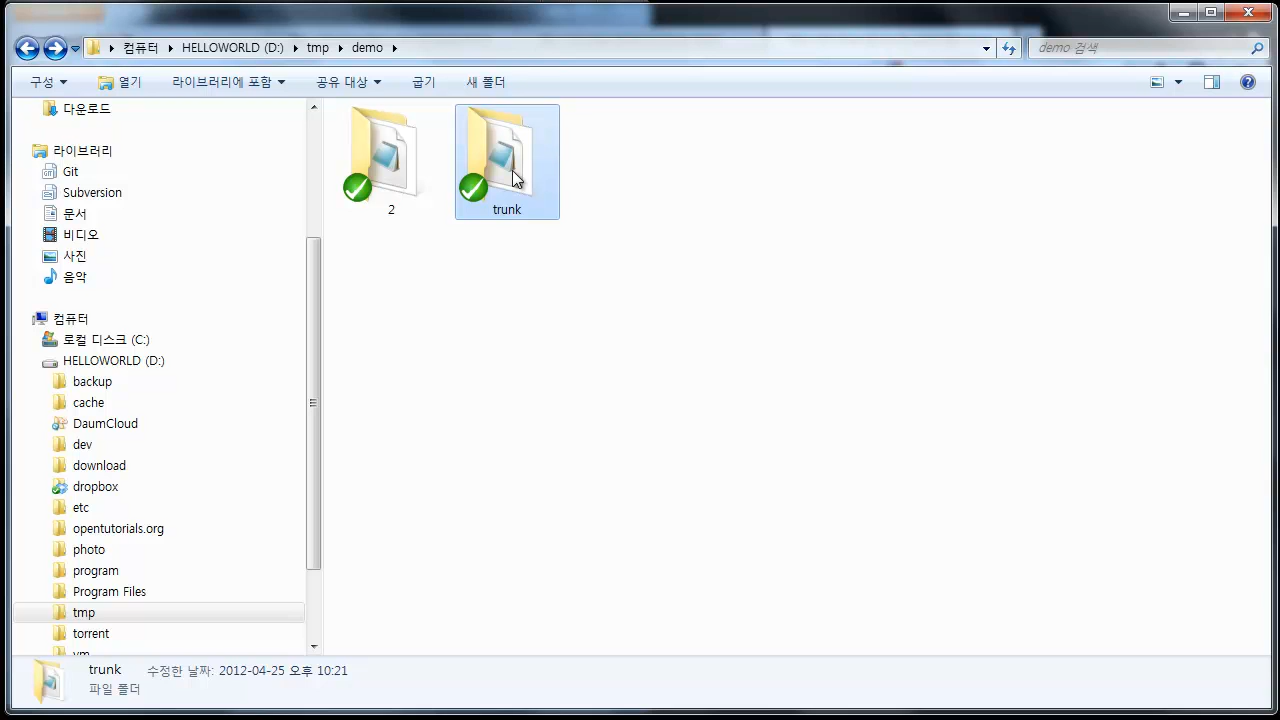 컴퓨터 HELLOWORLD (D:) tmp demo
demo 검색
구성 열기 라이브러리에 포함 공유 대상 굽기 새 폴더
다운로드
라이브러리
Git
Subversion
문서
비디오
사진
음악
컴퓨터
로컬 디스크 (C:)
HELLOWORLD (D:)
backup
cache
DaumCloud
dev
download
dropbox
etc
opentutorials.org
photo
program
Program Files
tmp
torrent
2
trunk
trunk 수정한 날짜: 2012-04-25 오후 10:21
파일 폴더